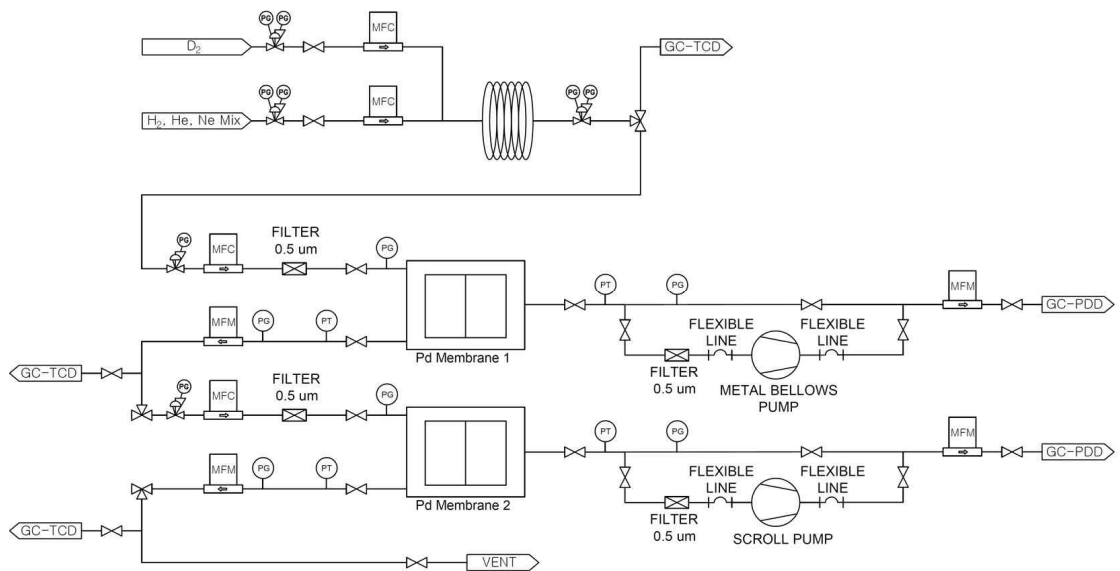 PG PG
MFC
D₂
GC-TCD
PG PG
MFC
PG PG
H₂, He, Ne Mix
PG
MFC
FILTER
0.5 um
PG
PT
PG
MFM
GC-PDD
MFM
PG
PT
FLEXIBLE
LINE
FLEXIBLE
LINE
Pd Membrane 1
FILTER
0.5 um
METAL BELLOWS
PUMP
GC-TCD
PG
MFC
FILTER
0.5 um
PG
PT
PG
MFM
GC-PDD
MFM
PG
PT
FLEXIBLE
LINE
FLEXIBLE
LINE
Pd Membrane 2
FILTER
0.5 um
SCROLL PUMP
GC-TCD
VENT